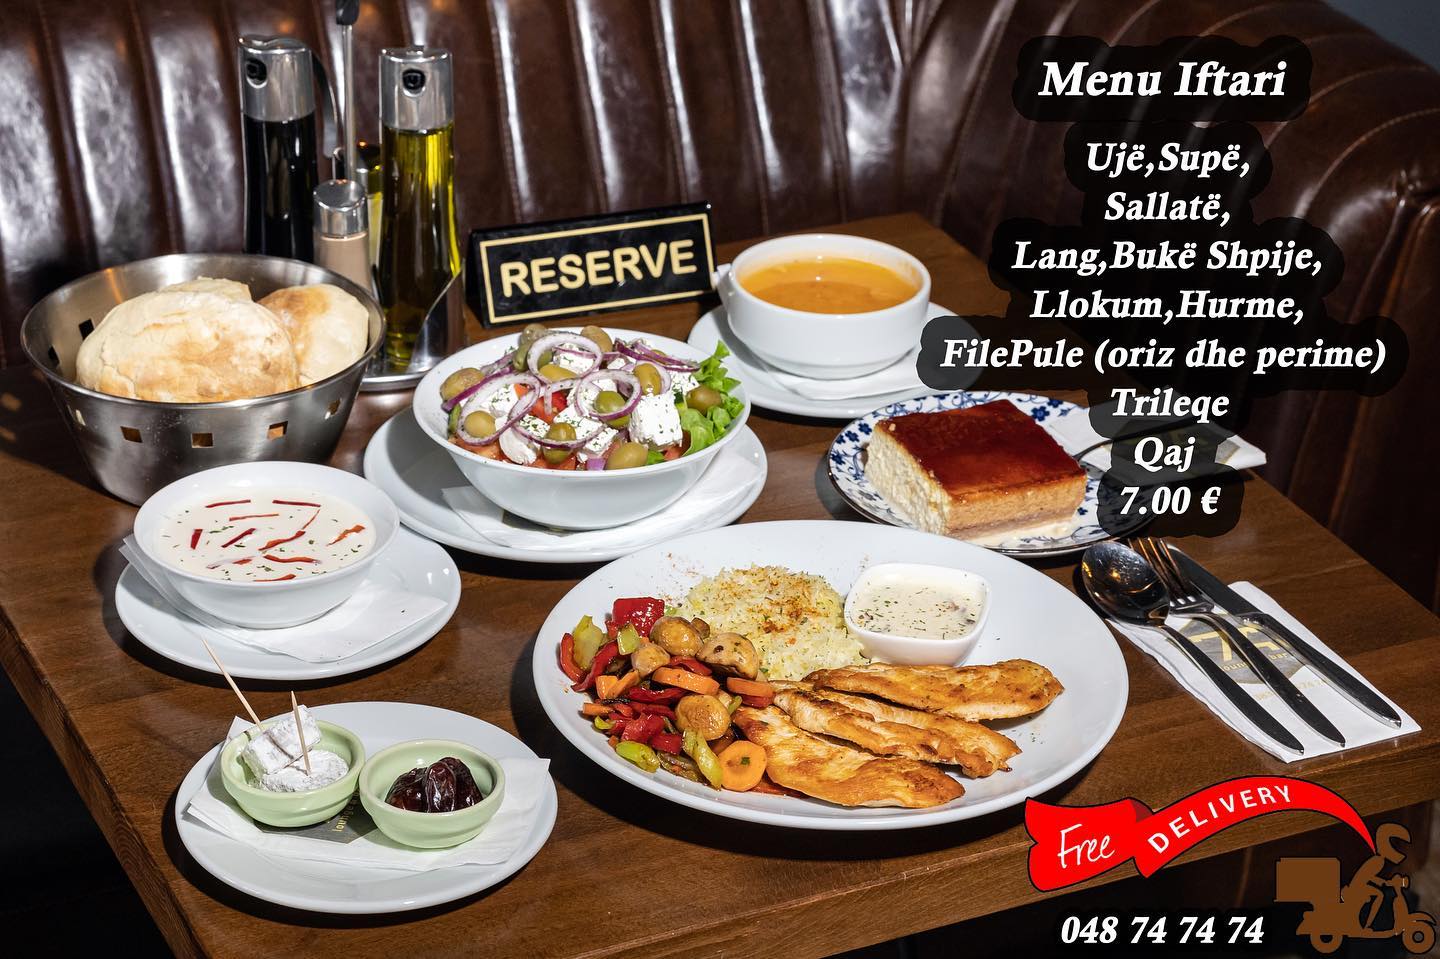 Menu Iftari
Ujë,Supë,
Sallatë,
Lang,Bukë Shpije,
Llokum,Hurme,
FilePule (oriz dhe perime)
Trileqe
Qaj
7.00 €
RESERVE
Free DELIVERY
048 74 74 74